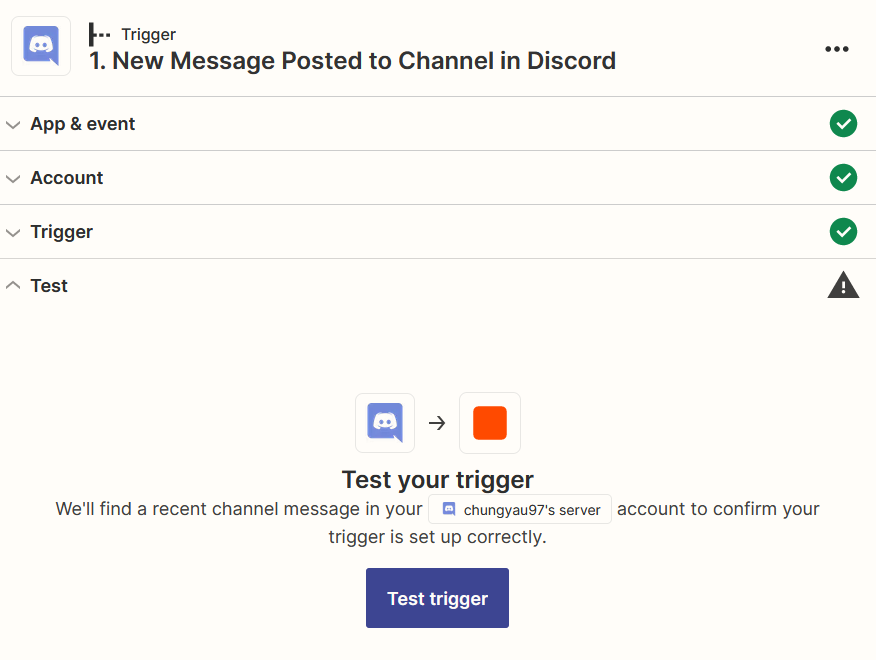 Trigger
1. New Message Posted to Channel in Discord
App & event
Account
Trigger
Test
Test your trigger
We'll find a recent channel message in your chungyau97's server account to confirm your
trigger is set up correctly.
Test trigger